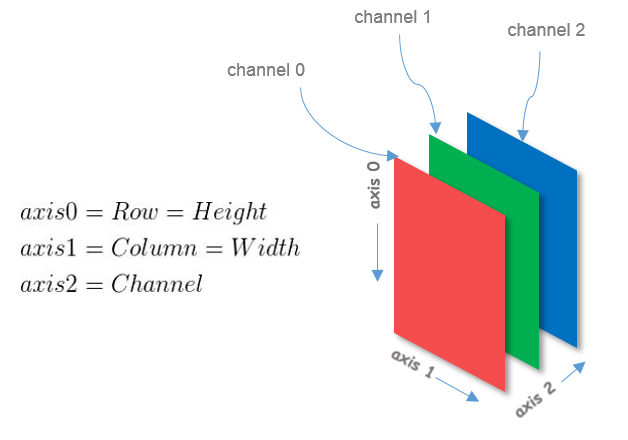 channel 1
channel 2
channel 0
axis 0
axis0 = Row = Height
axis1 = Column = Width
axis2 = Channel
axis 1
axis 2